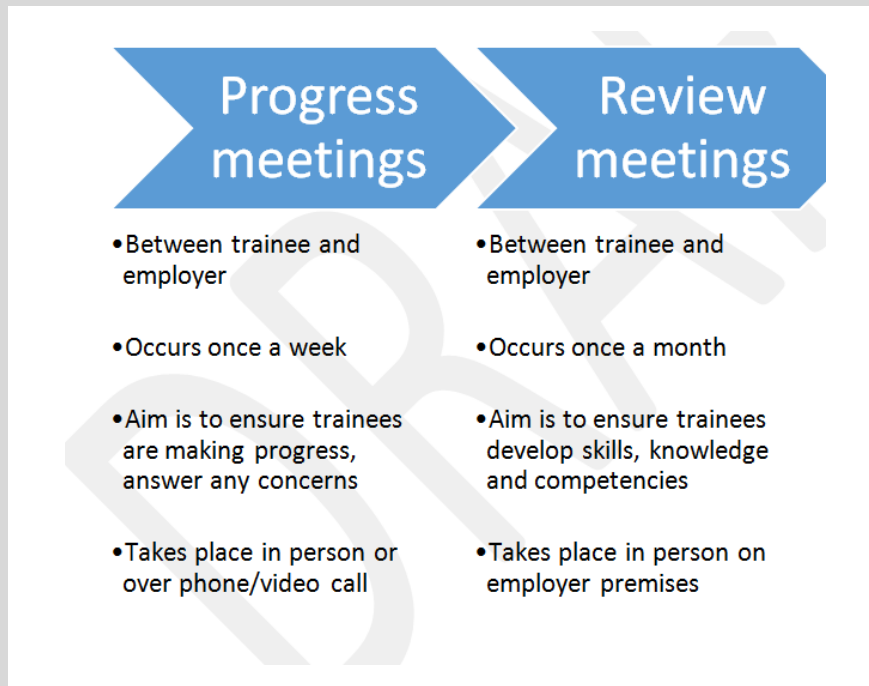 Progress
meetings
•Between trainee and
employer
•Occurs once a week
•Aim is to ensure trainees
are making progress,
answer any concerns
•Takes place in person or
over phone/video call
Review
meetings
•Between trainee and
employer
•Occurs once a month
•Aim is to ensure trainees
develop skills, knowledge
and competencies
•Takes place in person on
employer premises